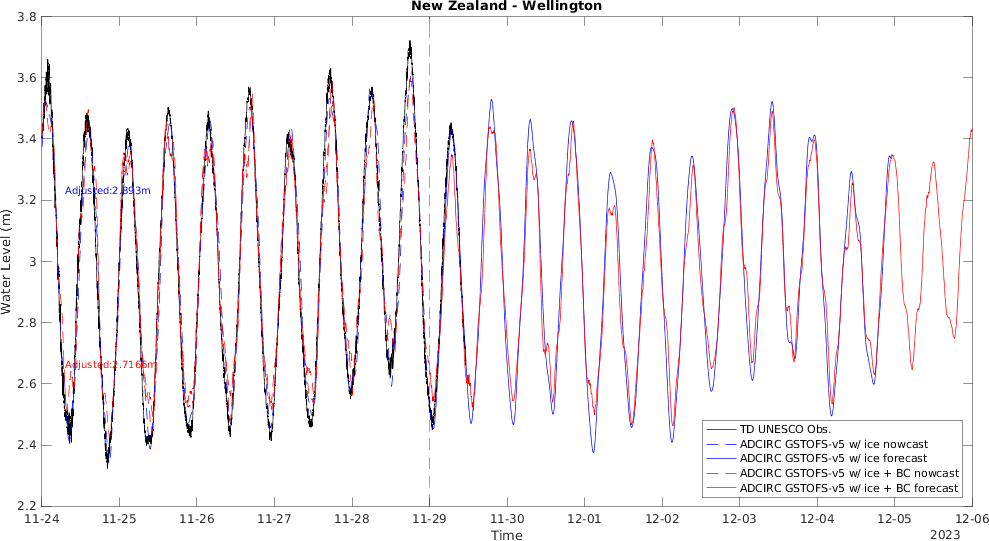 New Zealand - Wellington
3.8
3.6
3.4
3.2
3
2.8
2.6
2.4
2.2
Water Level (m)
Adjusted:2.893m
Adjusted:2.7166m
TD UNESCO Obs.
ADCIRC GSTOFS-v5 w/ ice nowcast
ADCIRC GSTOFS-v5 w/ ice forecast
ADCIRC GSTOFS-v5 w/ ice + BC nowcast
ADCIRC GSTOFS-v5 w/ ice + BC forecast
11-24 11-25 11-26 11-27 11-28 11-29 11-30 12-01 12-02 12-03 12-04 12-05 12-06
Time
2023